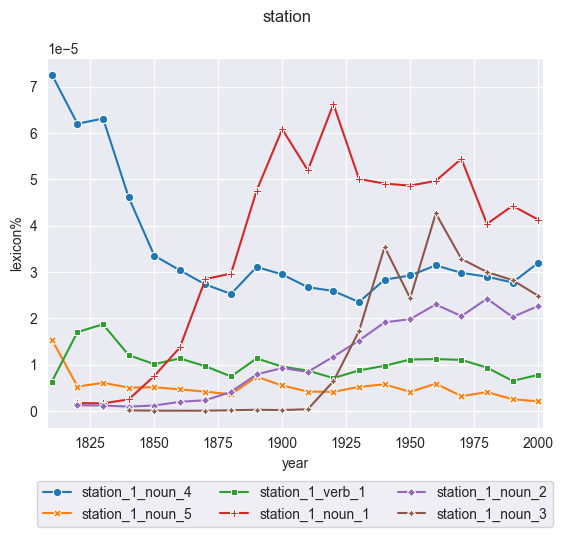 station
1e−5
7
6
5
4
3
2
1
0
lexicon%
1825 1850 1875 1900 1925 1950 1975 2000
year
station_1_noun_4 station_1_verb_1 station_1_noun_2
station_1_noun_5 station_1_noun_1 station_1_noun_3